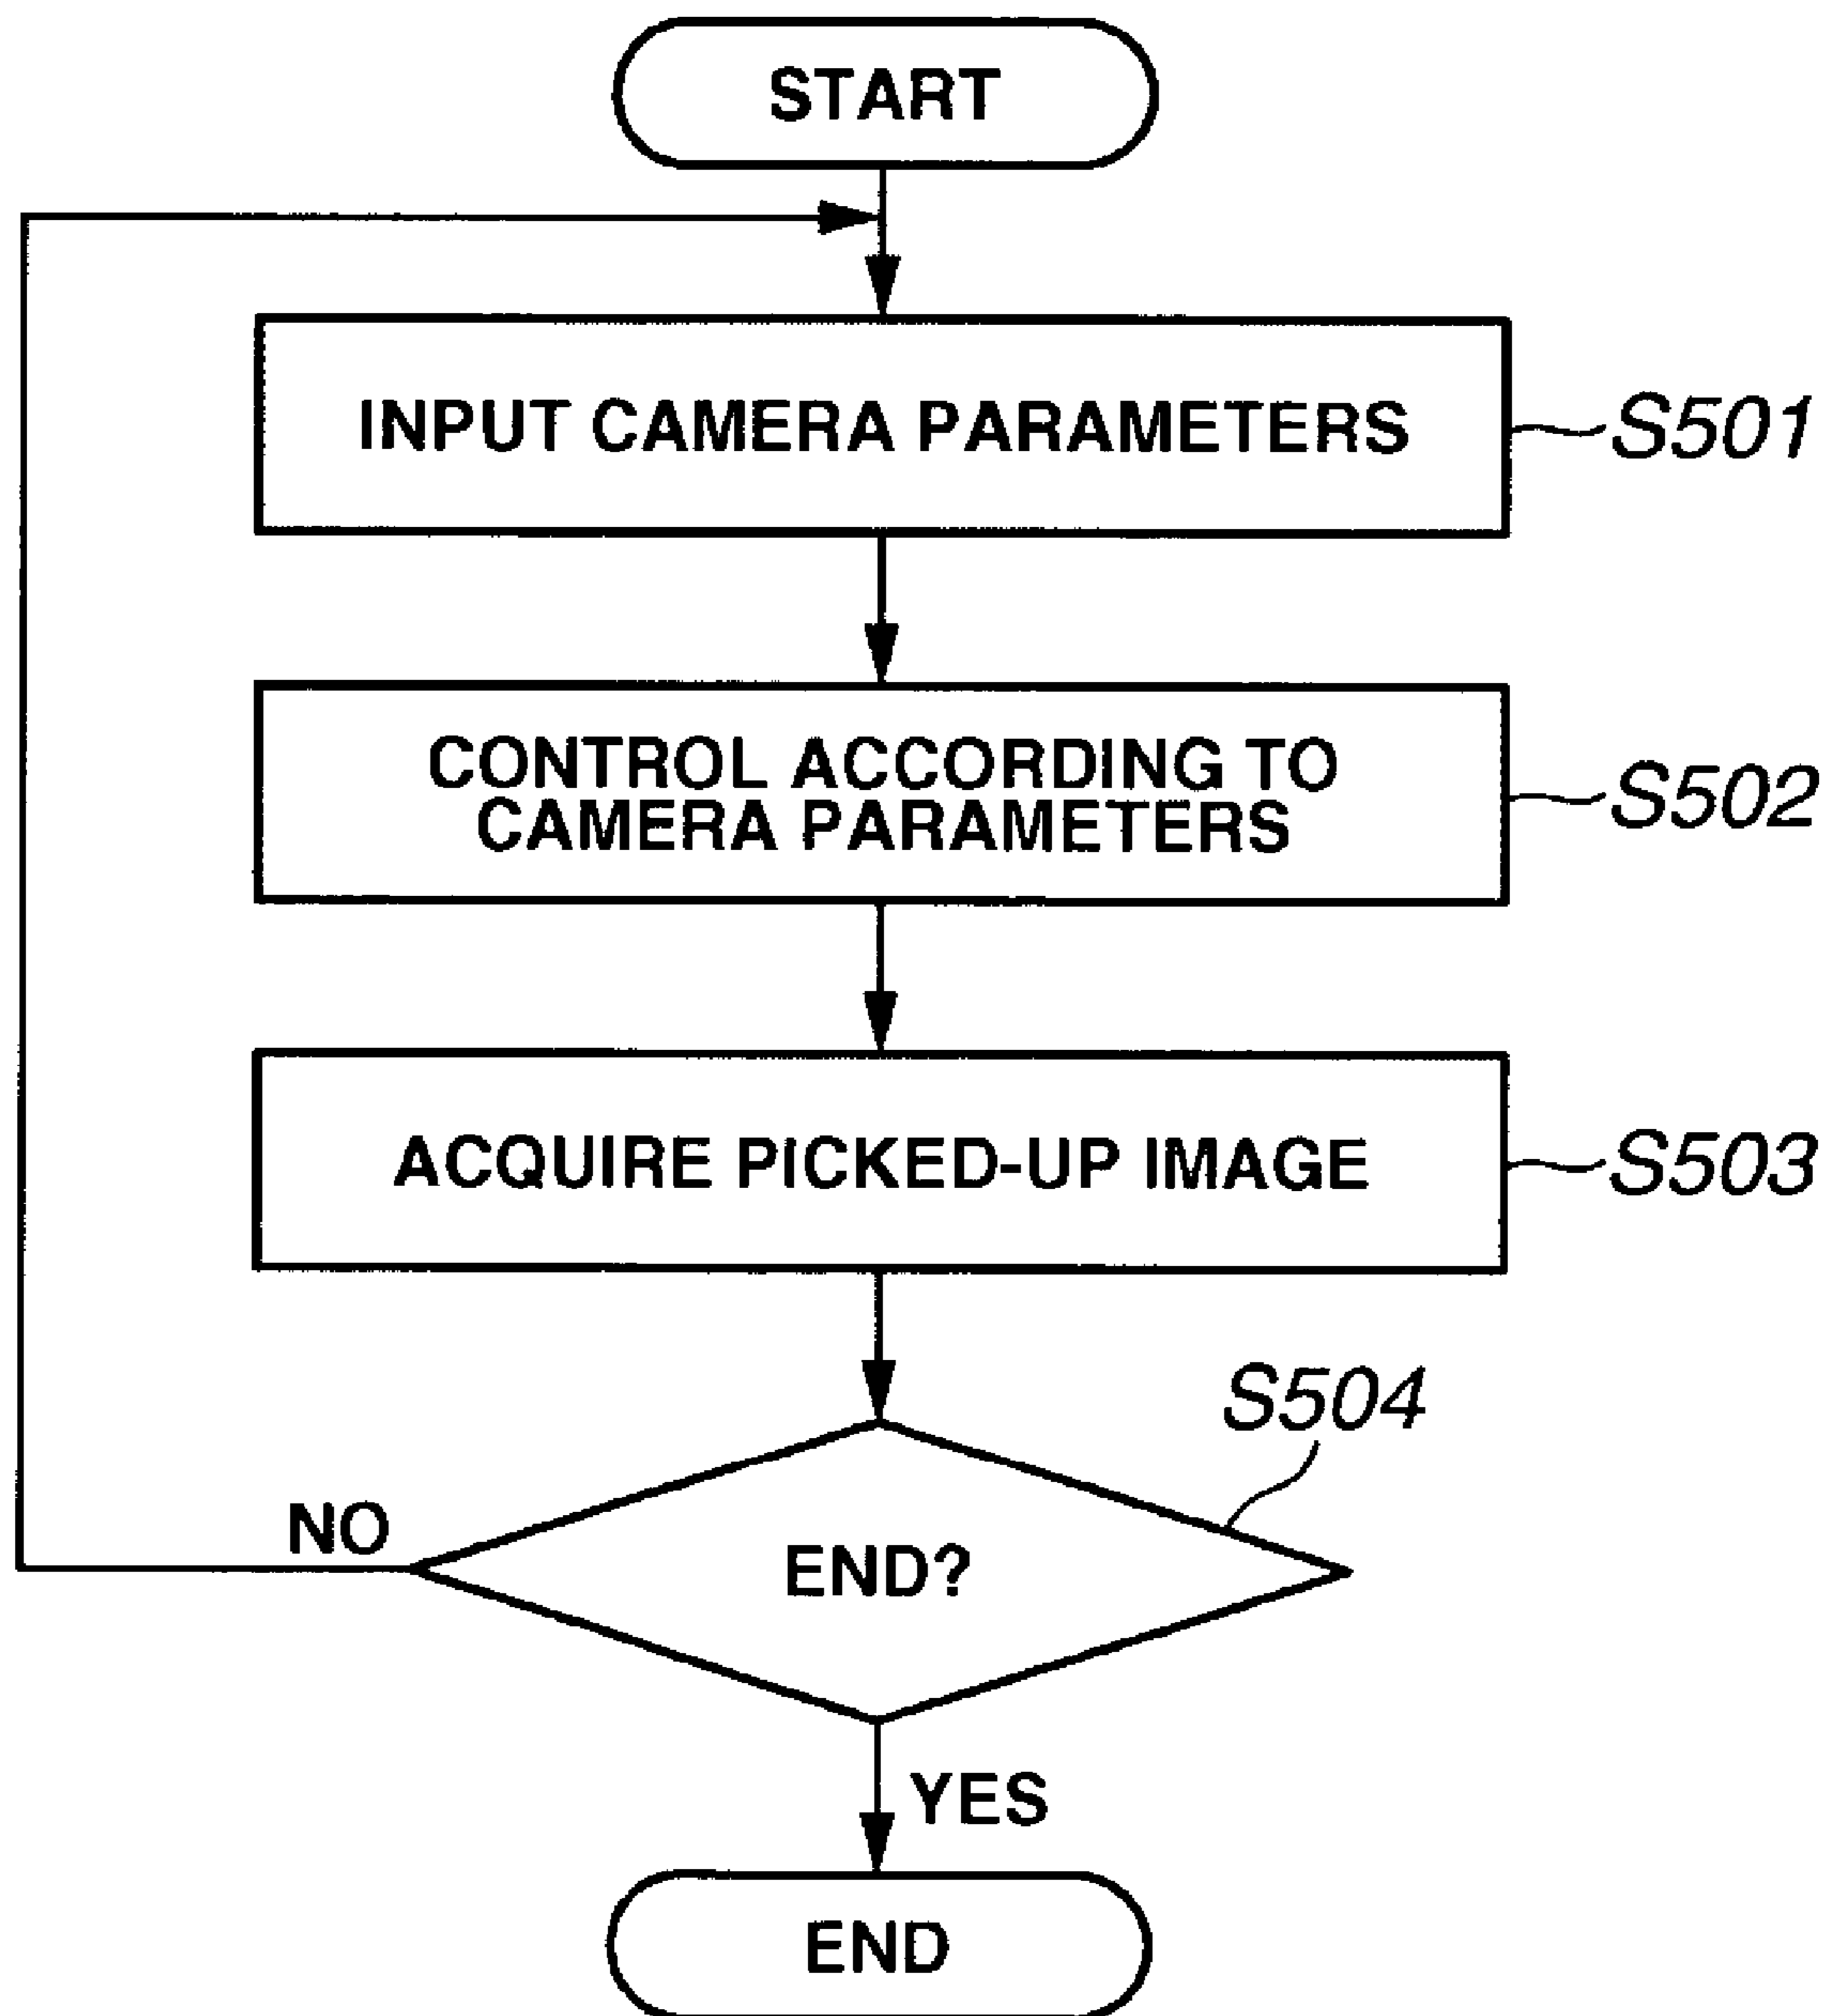 START
INPUT CAMERA PARAMETERS
S501
CONTROL ACCORDING TO
CAMERA PARAMETERS
S502
ACQUIRE PICKED-UP IMAGE
S503
S504
NO
END?
YES
END